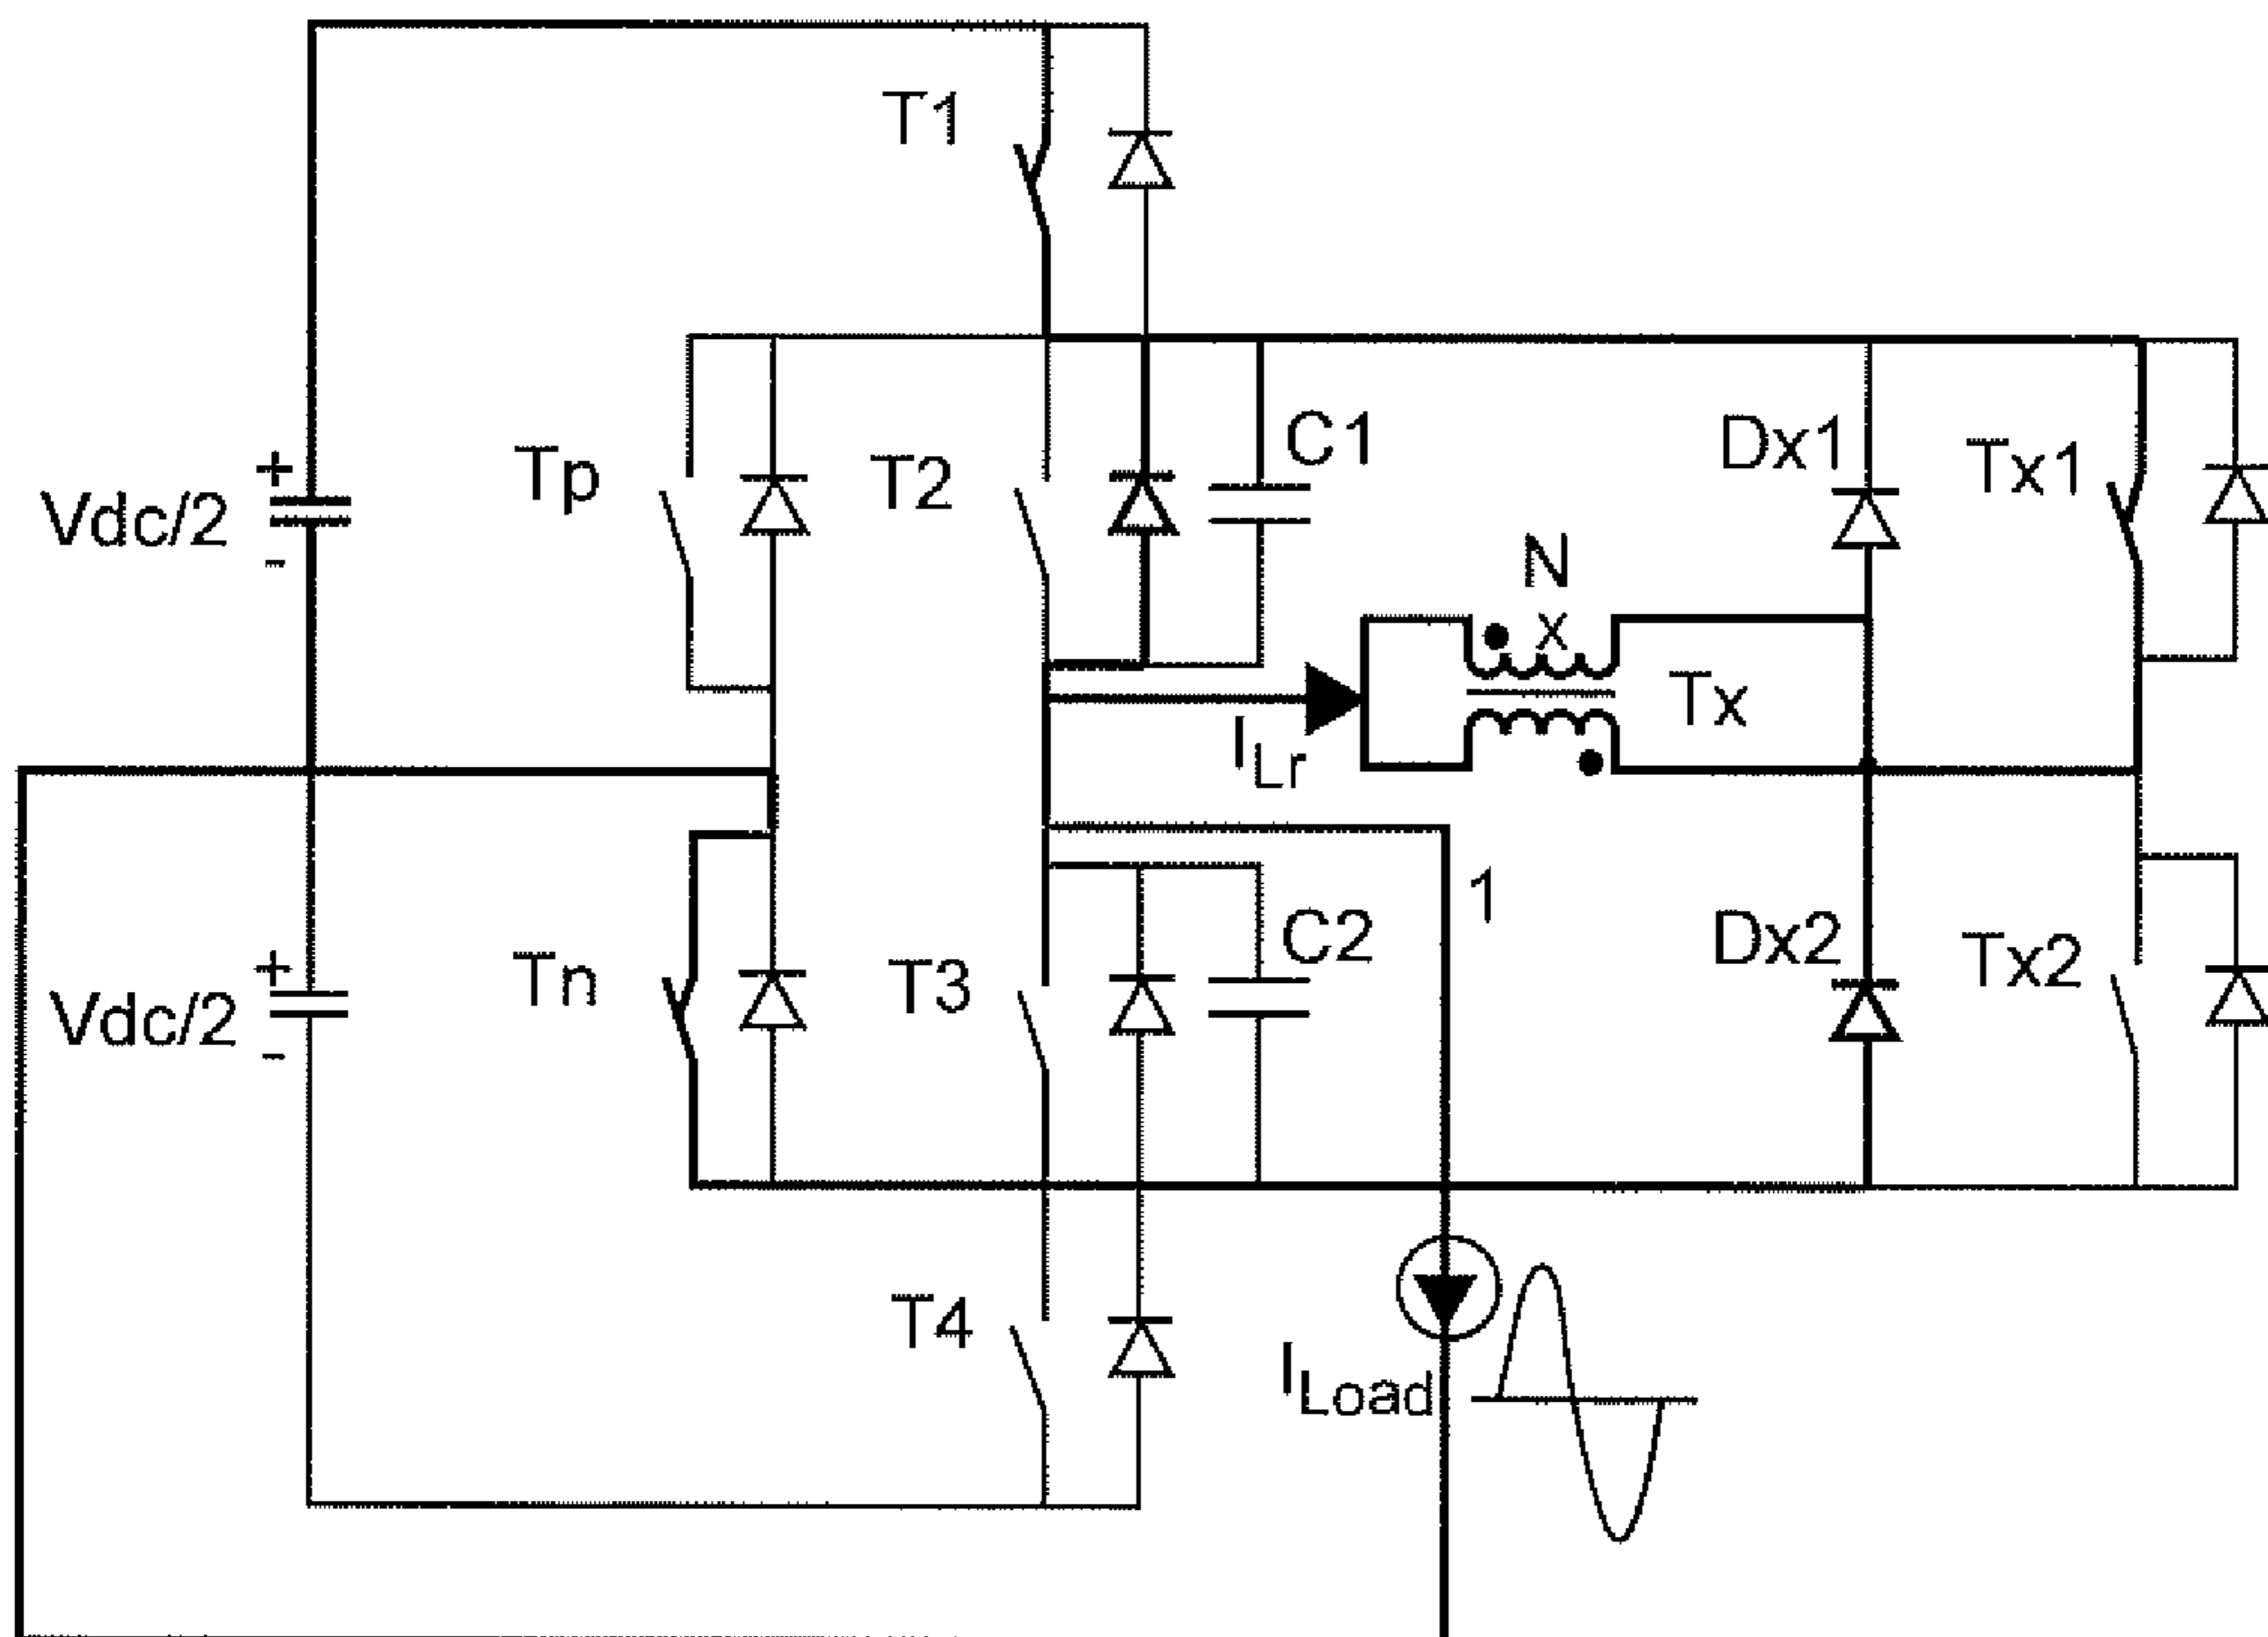 T1
C1
Dx1
Tx1
Tp
T2
+
Vdc/2
-
N
x
Tx
ILr
1
C2
Dx2
Tx2
Tn
T3
+
Vdc/2
-
T4
ILoad